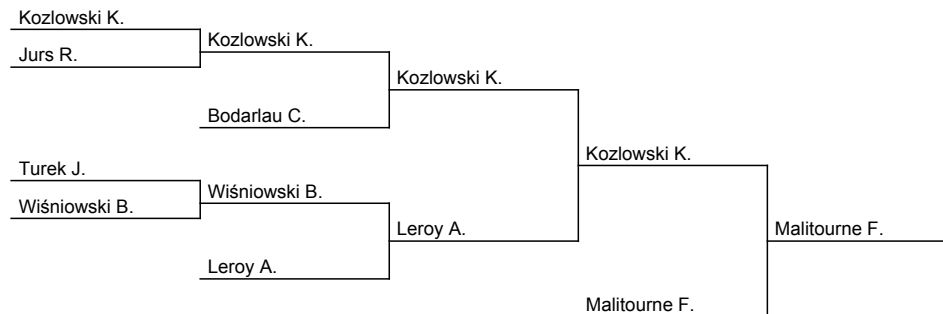 Kozlowski K.
Jurs R.
Kozlowski K.
Bodarlau C.
Kozlowski K.
Turek J.
Wiśniowski B.
Wiśniowski B.
Leroy A.
Leroy A.
Kozlowski K.
Malitourne F.
Malitourne F.